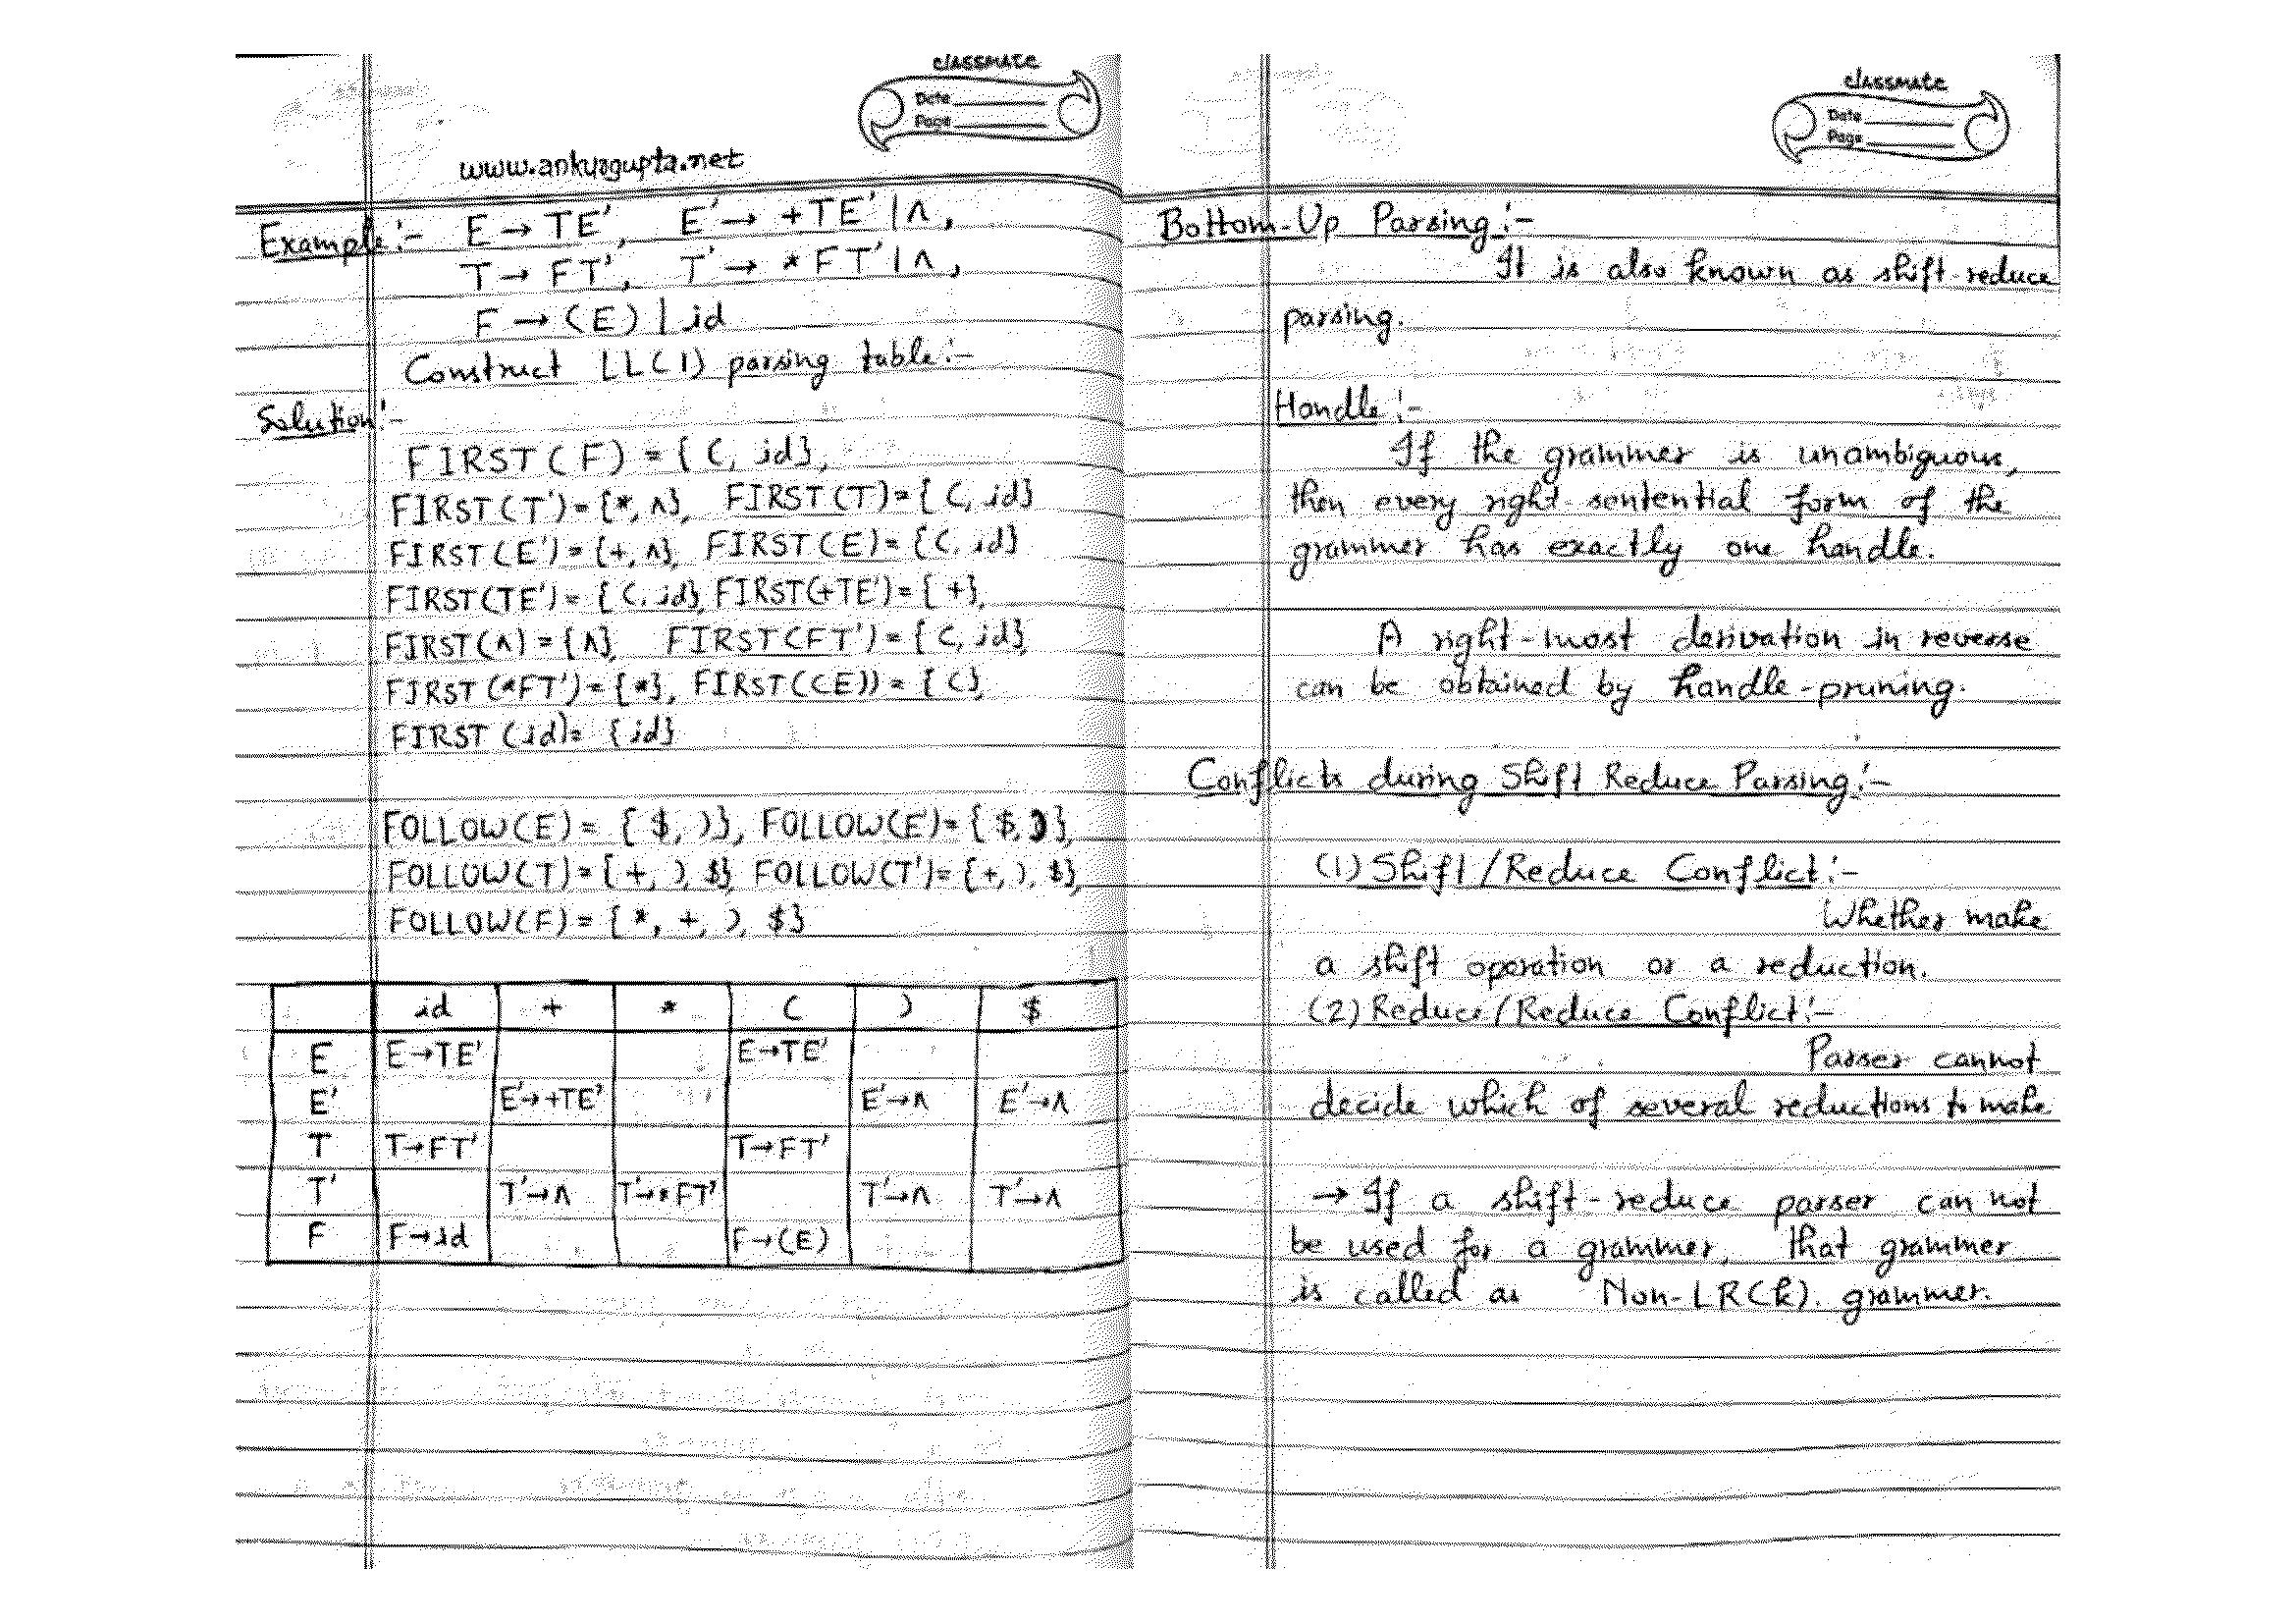 classmate
Date
Page
www.ankurgupta.net
Example:- E → TE', E' → +TE' | ∧,
T → FT', T' → *FT' | ∧,
F → (E) | id
Construct LL(1) parsing table:-
Solution:-
FIRST(F) = {(, id},
FIRST(T') = {*, ∧}, FIRST(T) = {(, id}
FIRST(E') = {+, ∧}, FIRST(E) = {(, id}
FIRST(TE') = {(, id}, FIRST(+TE') = {+},
FIRST(∧) = {∧}, FIRST(FT') = {(, id},
FIRST(*FT') = {*}, FIRST((E)) = {(},
FIRST(id) = {id}
FOLLOW(E) = {$, )}, FOLLOW(E') = {$, )},
FOLLOW(T) = {+, ), $}, FOLLOW(T') = {+, ), $},
FOLLOW(F) = {*, +, ), $}
id + * ( ) $
E E→TE' E→TE'
E' E'→+TE' E'→∧ E'→∧
T T→FT' T→FT'
T' T'→∧ T'→*FT' T'→∧ T'→∧
F F→id F→(E)
classmate
Date
Page
Bottom-Up Parsing:-
It is also known as shift reduce
parsing.
Handle:-
If the grammer is unambiguous,
then every right sentential form of the
grammer has exactly one handle.
A right-most derivation in reverse
can be obtained by handle-pruning.
Conflicts during Shift Reduce Parsing:-
(1) Shift/Reduce Conflict:-
Whether make
a shift operation or a reduction.
(2) Reduce/Reduce Conflict:-
Parser cannot
decide which of several reductions to make
→ If a shift-reduce parser can not
be used for a grammer, that grammer
is called as Non-LR(k). grammer.